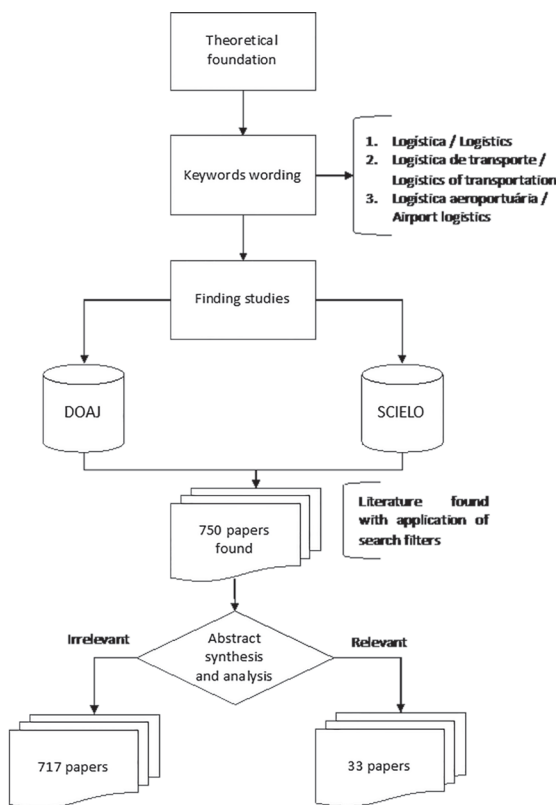 Theoretical
foundation
Keywords wording
1. Logística / Logistics
2. Logística de transporte /
Logistics of transportation
3. Logística aeroportuária /
Airport logistics
Finding studies
DOAJ
SCIELO
750 papers
found
Literature found
with application of
search filters
Irrelevant
Abstract
synthesis
and analysis
Relevant
717 papers
33 papers